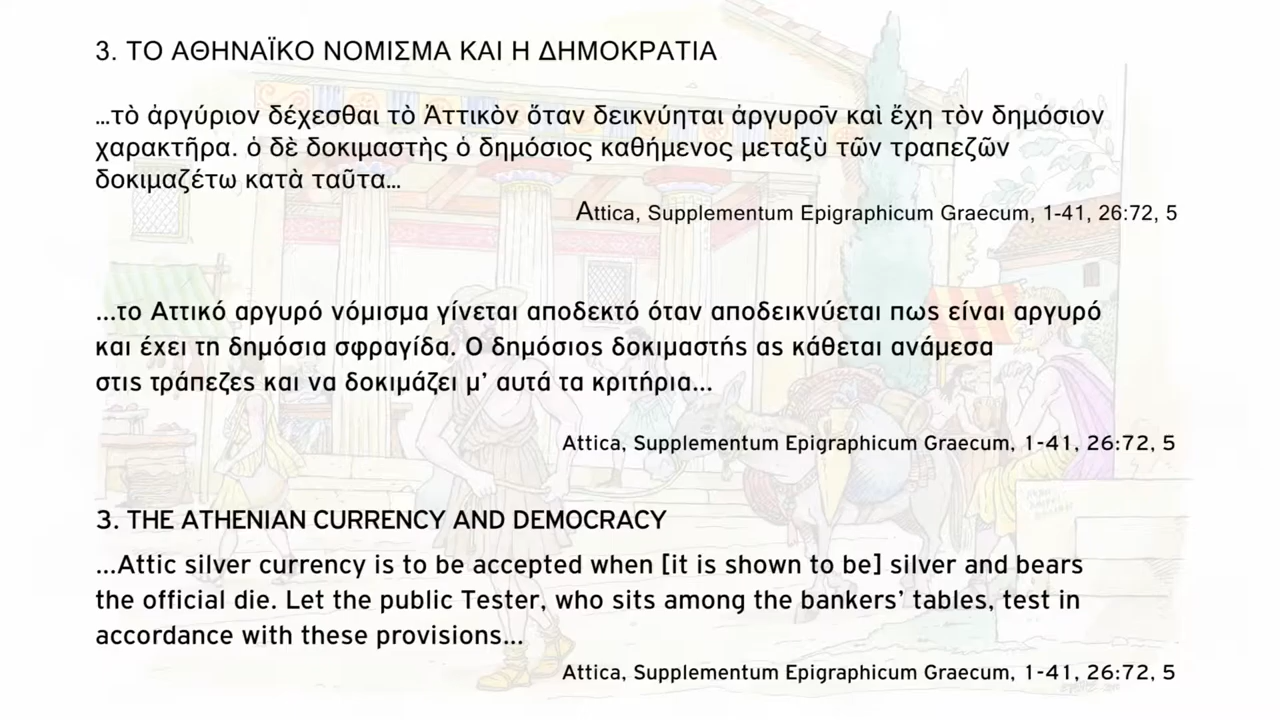 3. ΤΟ ΑΘΗΝΑΪΚΟ ΝΟΜΙΣΜΑ ΚΑΙ Η ΔΗΜΟΚΡΑΤΙΑ
...τὸ ἀργύριον δέχεσθαι τὸ Ἀττικὸν ὅταν δεικνύηται ἀργυρο̄ν καὶ ἔχη τὸν δημόσιον
χαρακτῆρα. ὁ δὲ δοκιμαστὴς ὁ δημόσιος καθήμενος μεταξὺ τῶν τραπεζῶν
δοκιμαζέτω κατὰ ταῦτα...
Attica, Supplementum Epigraphicum Graecum, 1-41, 26:72, 5
...το Αττικό αργυρό νόμισμα γίνεται αποδεκτό όταν αποδεικνύεται πως είναι αργυρό
και έχει τη δημόσια σφραγίδα. Ο δημόσιος δοκιμαστής ας κάθεται ανάμεσα
στις τράπεζες και να δοκιμάζει μ’ αυτά τα κριτήρια...
Attica, Supplementum Epigraphicum Graecum, 1-41, 26:72, 5
3. THE ATHENIAN CURRENCY AND DEMOCRACY
...Attic silver currency is to be accepted when [it is shown to be] silver and bears
the official die. Let the public Tester, who sits among the bankers’ tables, test in
accordance with these provisions...
Attica, Supplementum Epigraphicum Graecum, 1-41, 26:72, 5